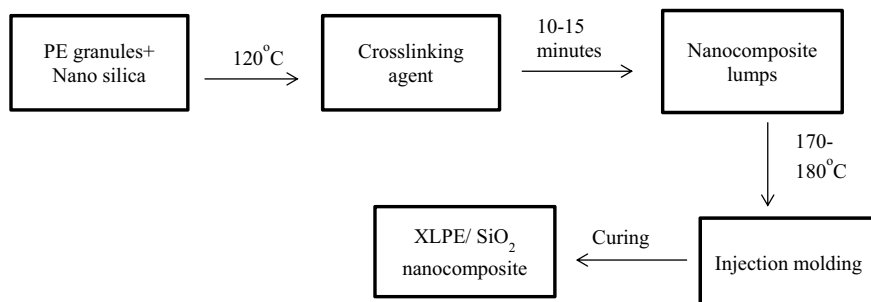 PE granules+
Nano silica
120°C
Crosslinking
agent
10-15
minutes
Nanocomposite
lumps
170-
180°C
Injection molding
Curing
XLPE/ SiO₂
nanocomposite